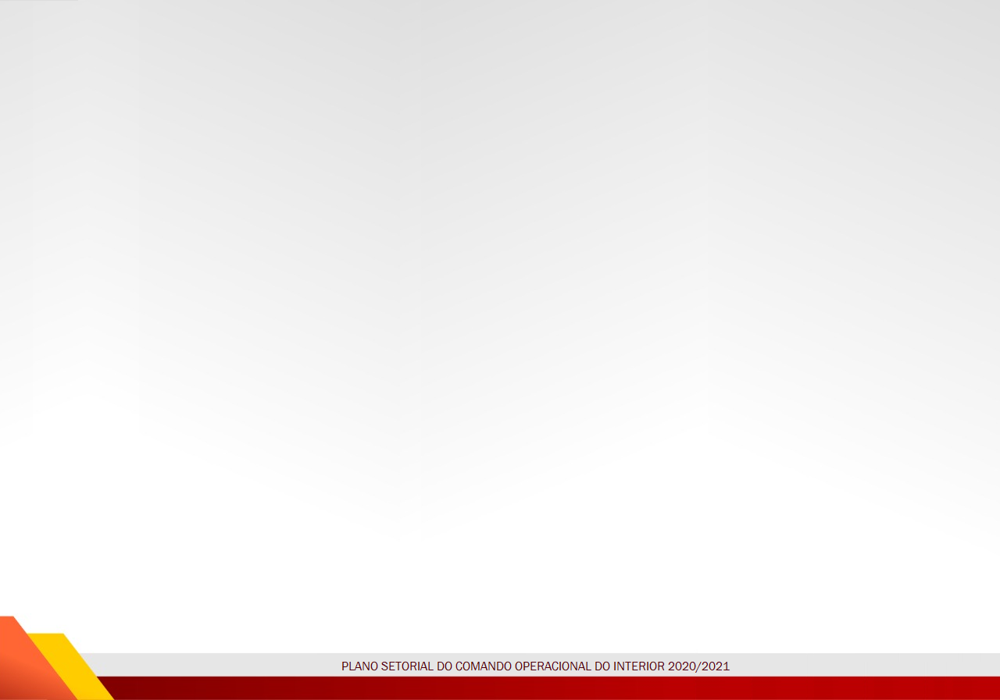 PLANO SETORIAL DO COMANDO OPERACIONAL DO INTERIOR 2020/2021